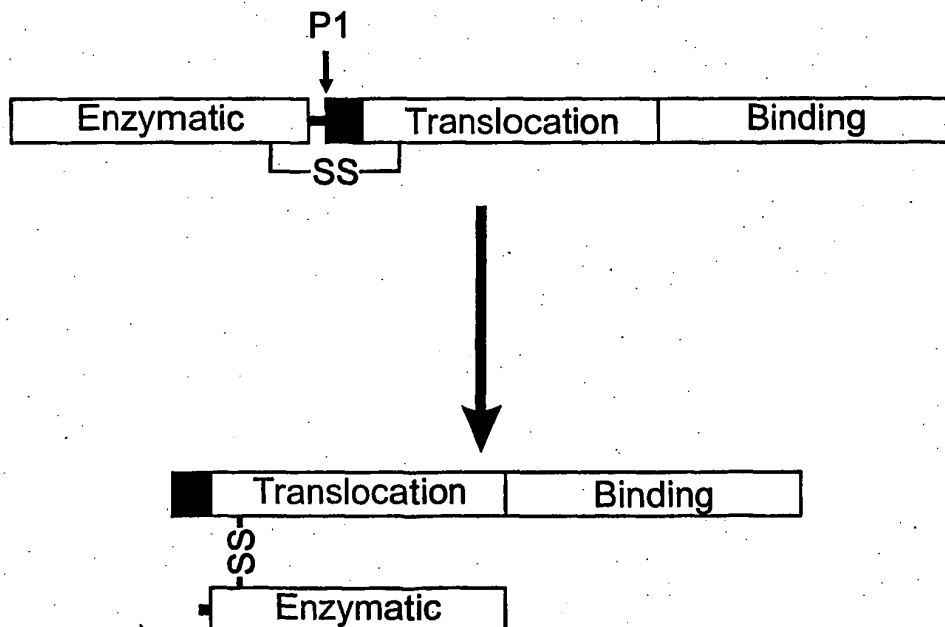 P1
Enzymatic
Translocation
Binding
SS
Translocation
Binding
SS
Enzymatic